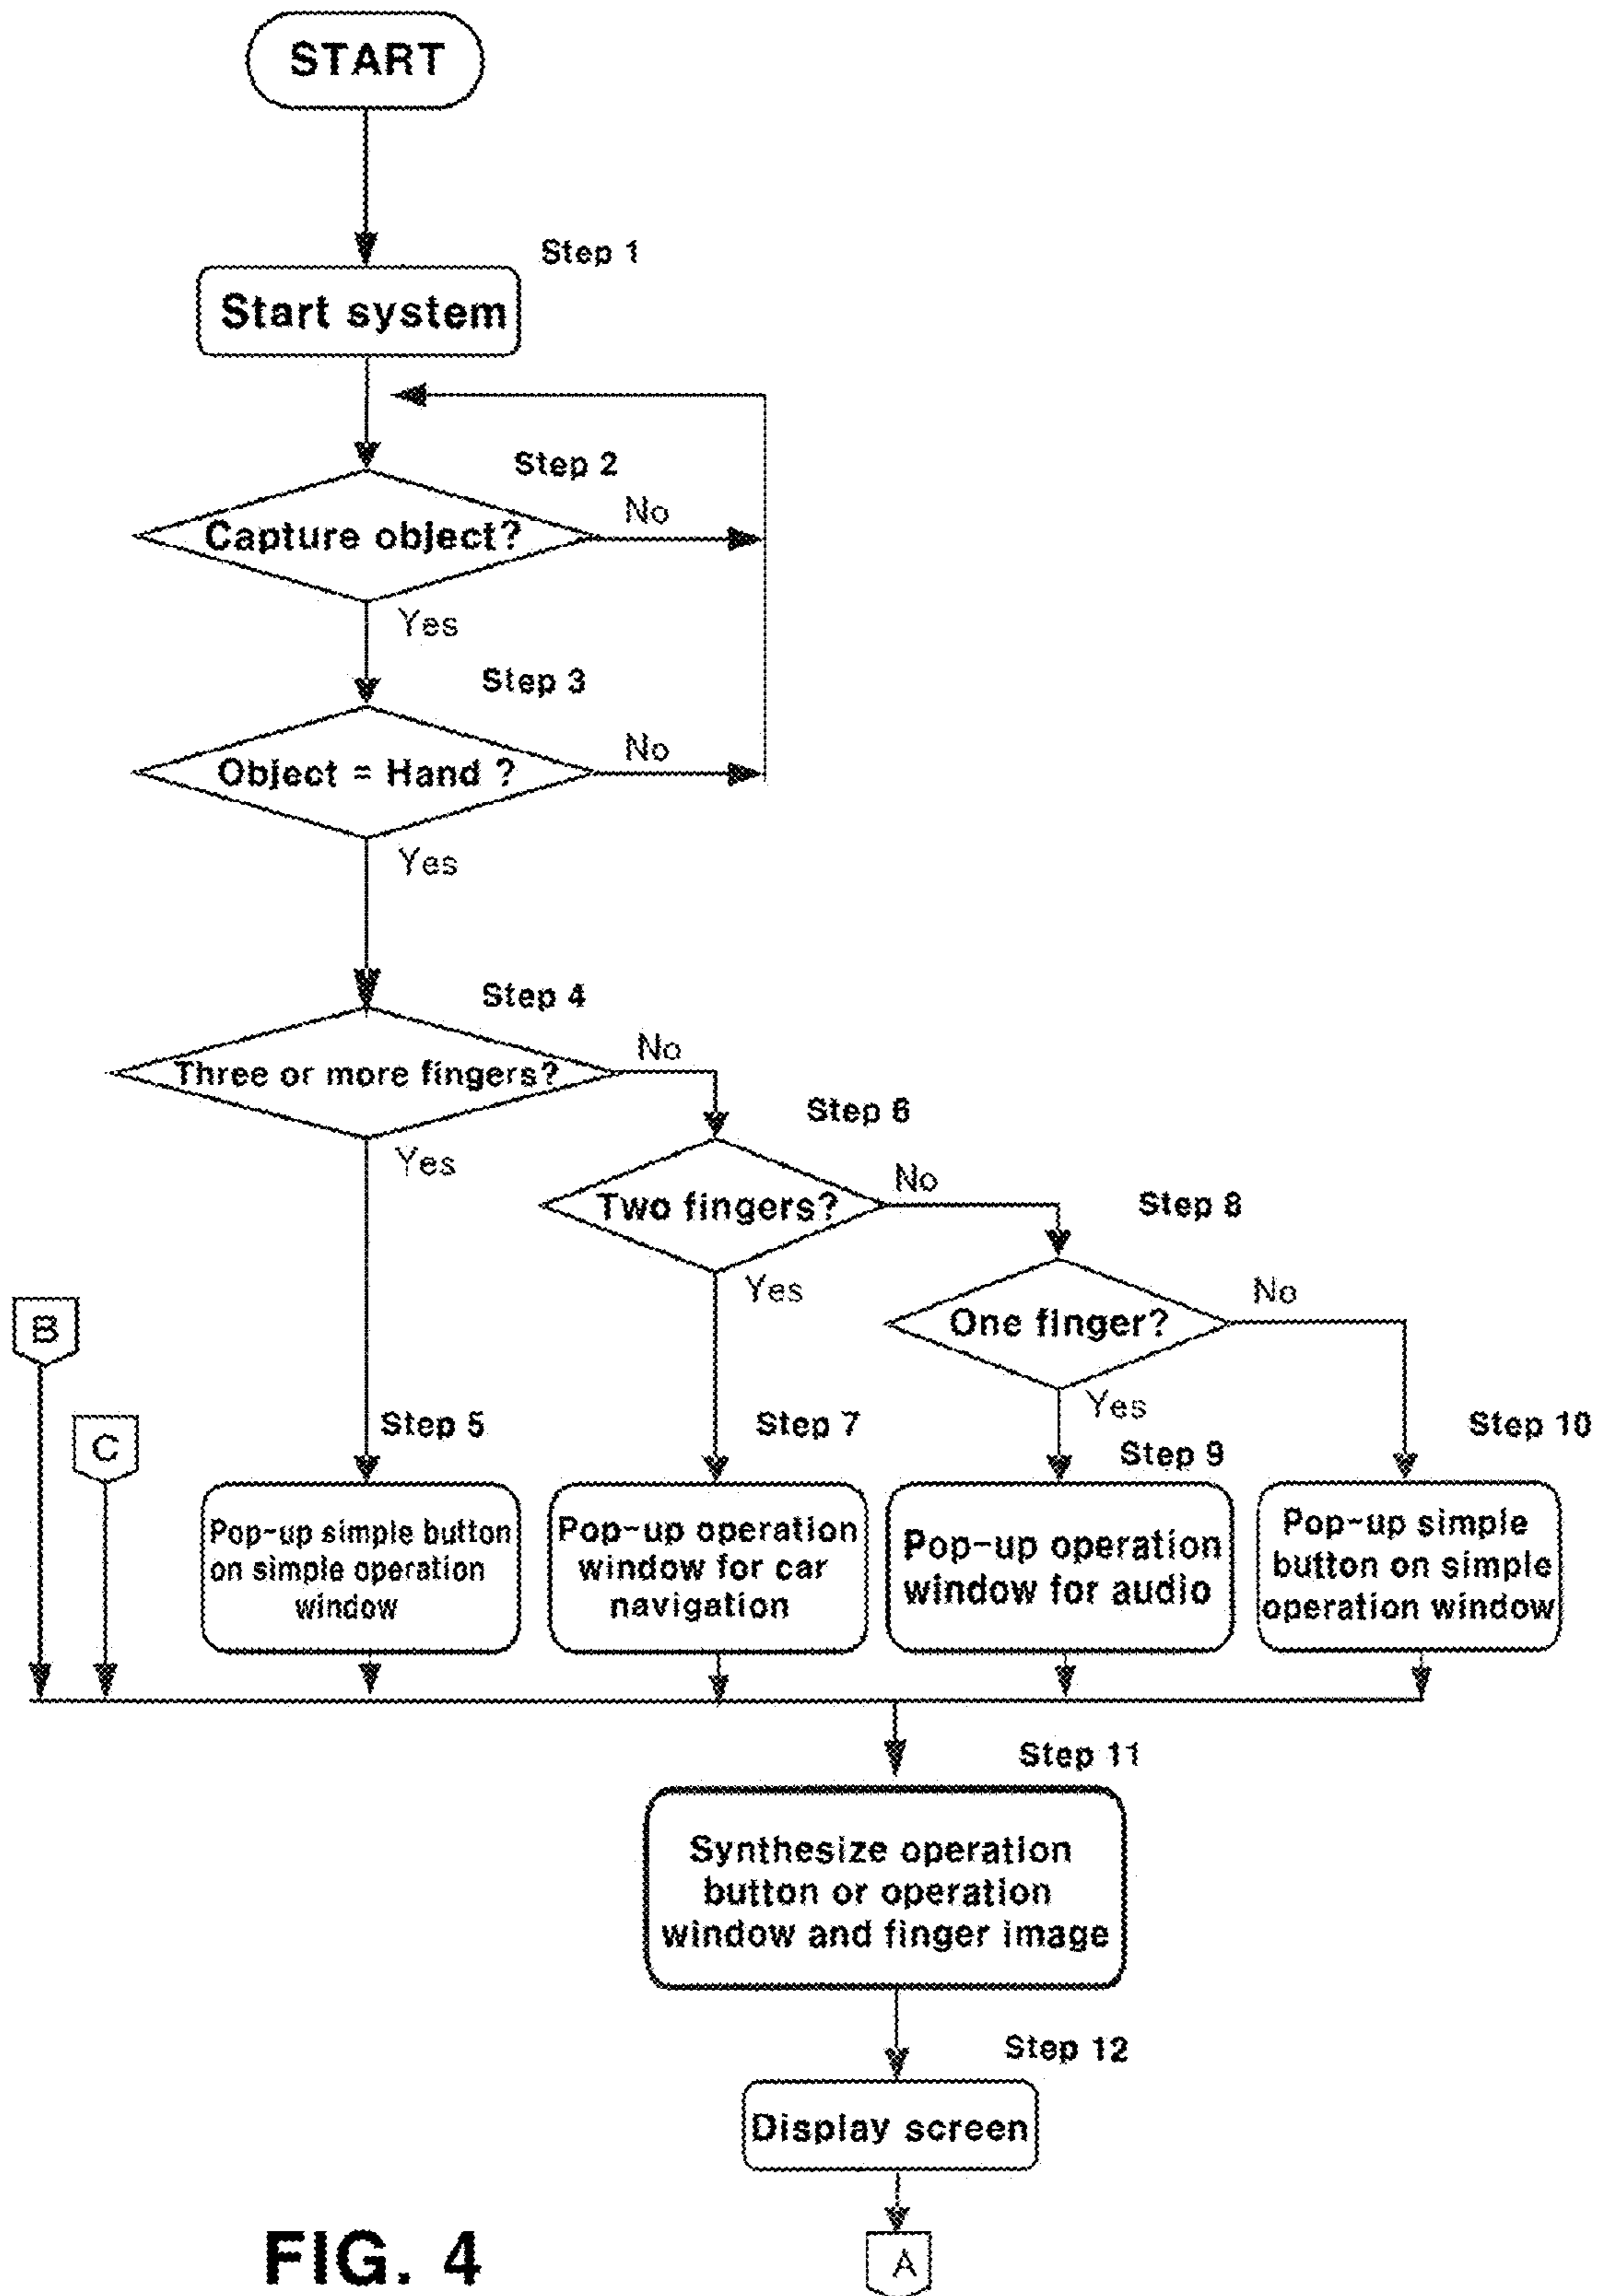 START
Step 1
Start system
Step 2
Capture object?
No
Yes
Step 3
Object = Hand ?
No
Yes
Step 4
Three or more fingers?
No
Yes
Step 6
Two fingers?
No
Yes
Step 8
One finger?
No
Yes
B
C
Step 5
Pop-up simple button
on simple operation
window
Step 7
Pop-up operation
window for car
navigation
Step 9
Pop-up operation
window for audio
Step 10
Pop-up simple
button on simple
operation window
Step 11
Synthesize operation
button or operation
window and finger image
Step 12
Display screen
A
FIG. 4